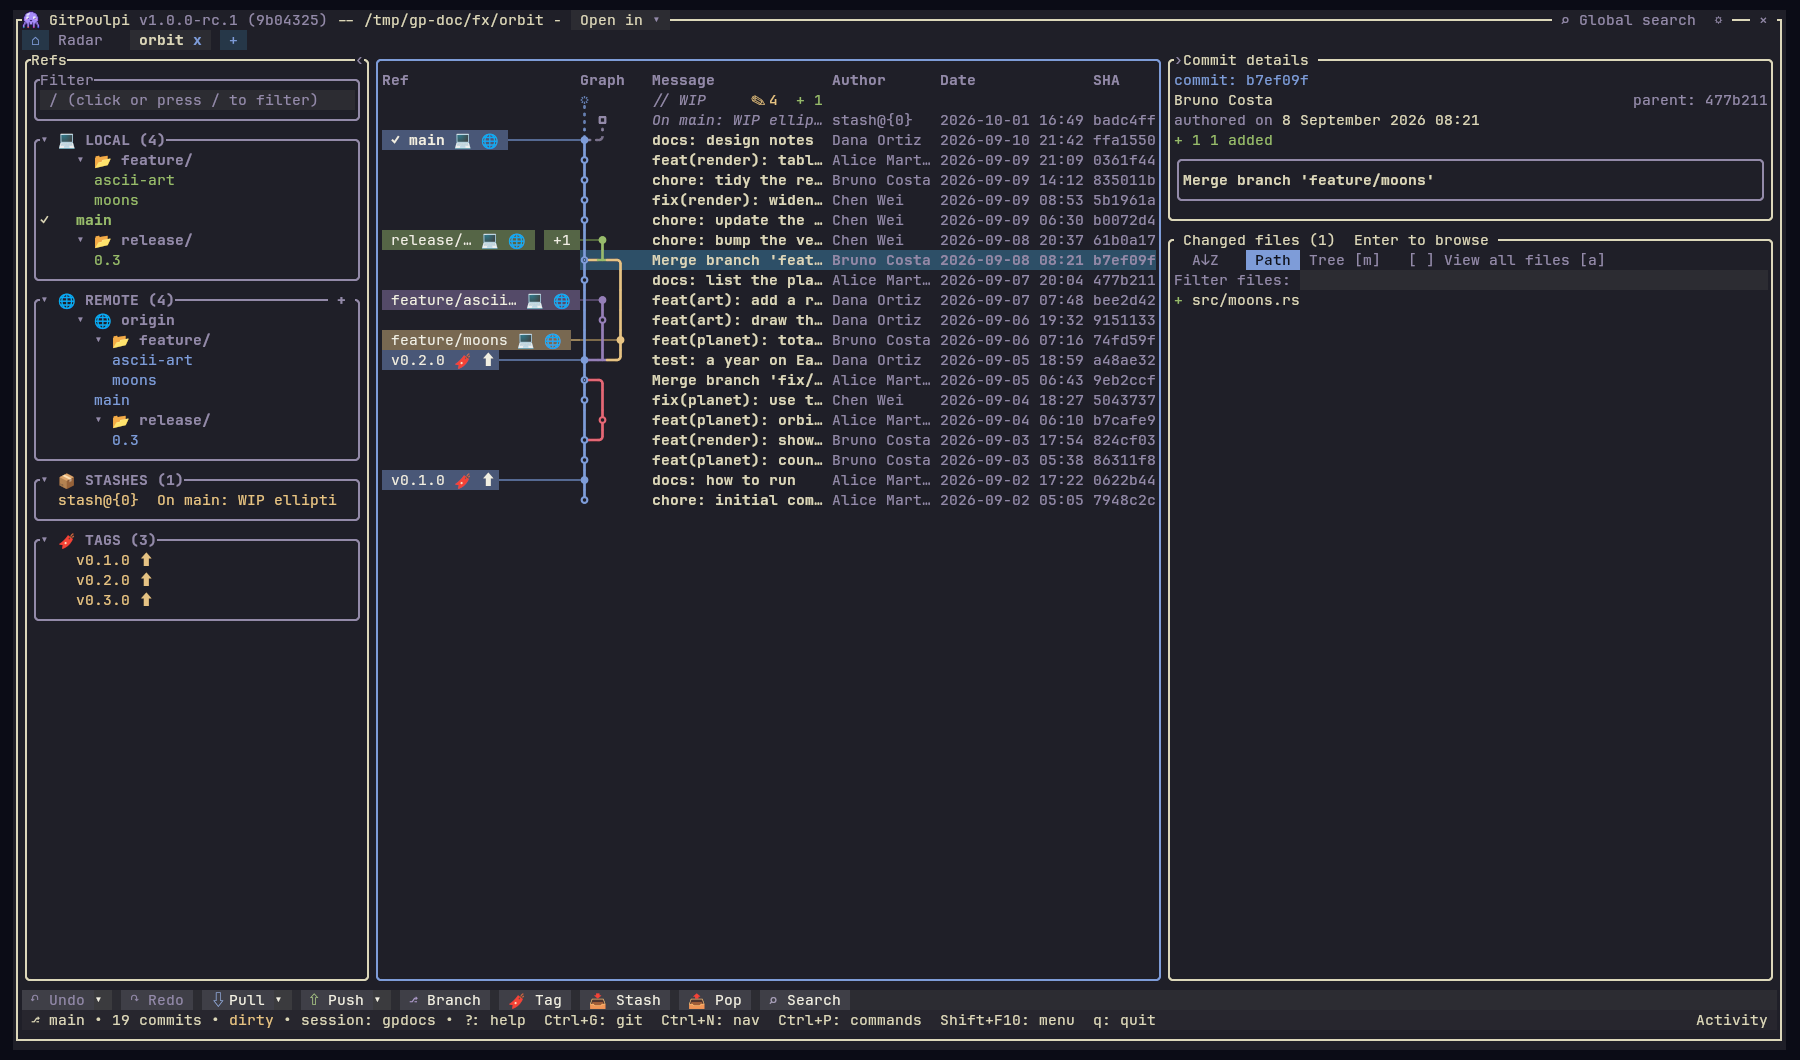 GitPoulpi v1.0.0-rc.1 (9b04325) -- /tmp/gp-doc/fx/orbit - Open in ▾ ⌕ Global search ×
⌂ Radar orbit x +
Refs ‹
Filter
/ (click or press / to filter)
▾ LOCAL (4)
▾ feature/
ascii-art
moons
✓ main
▾ release/
0.3
▾ REMOTE (4) +
▾ origin
▾ feature/
ascii-art
moons
main
▾ release/
0.3
▾ STASHES (1)
stash@{0} On main: WIP ellipti
▾ TAGS (3)
v0.1.0 ⬆
v0.2.0 ⬆
v0.3.0 ⬆
Ref Graph Message Author Date SHA
// WIP ✎4 + 1
On main: WIP ellip… stash@{0} 2026-10-01 16:49 badc4ff
✓ main docs: design notes Dana Ortiz 2026-09-10 21:42 ffa1550
feat(render): tabl… Alice Mart… 2026-09-09 21:09 0361f44
chore: tidy the re… Bruno Costa 2026-09-09 14:12 835011b
fix(render): widen… Chen Wei 2026-09-09 08:53 5b1961a
chore: update the … Chen Wei 2026-09-09 06:30 b0072d4
release/… +1 chore: bump the ve… Chen Wei 2026-09-08 20:37 61b0a17
Merge branch 'feat… Bruno Costa 2026-09-08 08:21 b7ef09f
docs: list the pla… Alice Mart… 2026-09-07 20:04 477b211
feature/ascii… feat(art): add a r… Dana Ortiz 2026-09-07 07:48 bee2d42
feat(art): draw th… Dana Ortiz 2026-09-06 19:32 9151133
feature/moons feat(planet): tota… Bruno Costa 2026-09-06 07:16 74fd59f
v0.2.0 ⬆ test: a year on Ea… Dana Ortiz 2026-09-05 18:59 a48ae32
Merge branch 'fix/… Alice Mart… 2026-09-05 06:43 9eb2ccf
fix(planet): use t… Chen Wei 2026-09-04 18:27 5043737
feat(planet): orbi… Alice Mart… 2026-09-04 06:10 b7cafe9
feat(render): show… Bruno Costa 2026-09-03 17:54 824cf03
feat(planet): coun… Bruno Costa 2026-09-03 05:38 86311f8
v0.1.0 ⬆ docs: how to run Alice Mart… 2026-09-02 17:22 0622b44
chore: initial com… Alice Mart… 2026-09-02 05:05 7948c2c
›Commit details
commit: b7ef09f
Bruno Costa parent: 477b211
authored on 8 September 2026 08:21
+ 1 1 added
Merge branch 'feature/moons'
Changed files (1) Enter to browse
A↓Z Path Tree [m] [ ] View all files [a]
Filter files:
+ src/moons.rs
↶ Undo ▾ ↷ Redo ⇩ Pull ▾ ⇧ Push ▾ ⎇ Branch Tag Stash Pop ⌕ Search
⎇ main • 19 commits • dirty • session: gpdocs • ?: help Ctrl+G: git Ctrl+N: nav Ctrl+P: commands Shift+F10: menu q: quit Activity